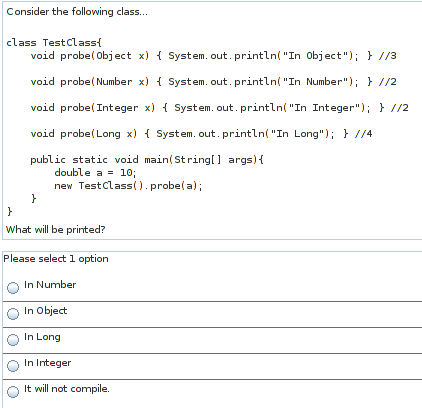 Consider the following class...
class TestClass{
void probe(Object x) { System.out.println("In Object"); } //3
void probe(Number x) { System.out.println("In Number"); } //2
void probe(Integer x) { System.out.println("In Integer"); } //2
void probe(Long x) { System.out.println("In Long"); } //4
public static void main(String[] args){
double a = 10;
new TestClass().probe(a);
}
}
What will be printed?
Please select 1 option
In Number
In Object
In Long
In Integer
It will not compile.